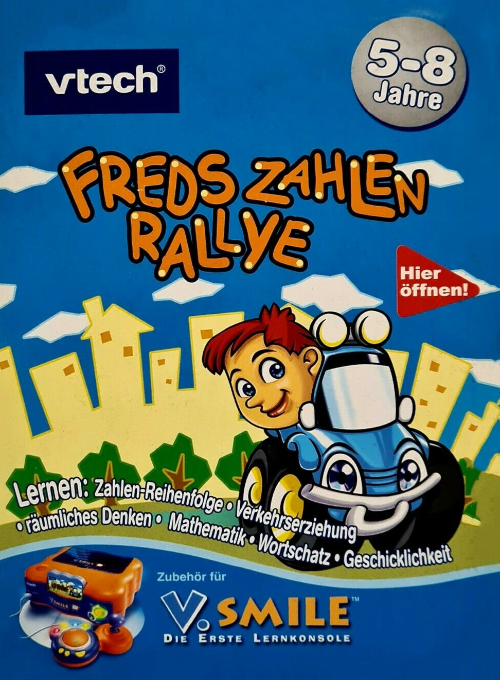 vtech®
5-8
Jahre
FREDS ZAHLEN
RALLYE
Hier
öffnen!
Lernen: Zahlen-Reihenfolge • Verkehrserziehung
• räumliches Denken • Mathematik • Wortschatz • Geschicklichkeit
Zubehör für
V.SMILE™
DIE ERSTE LERNKONSOLE
V.SMILE